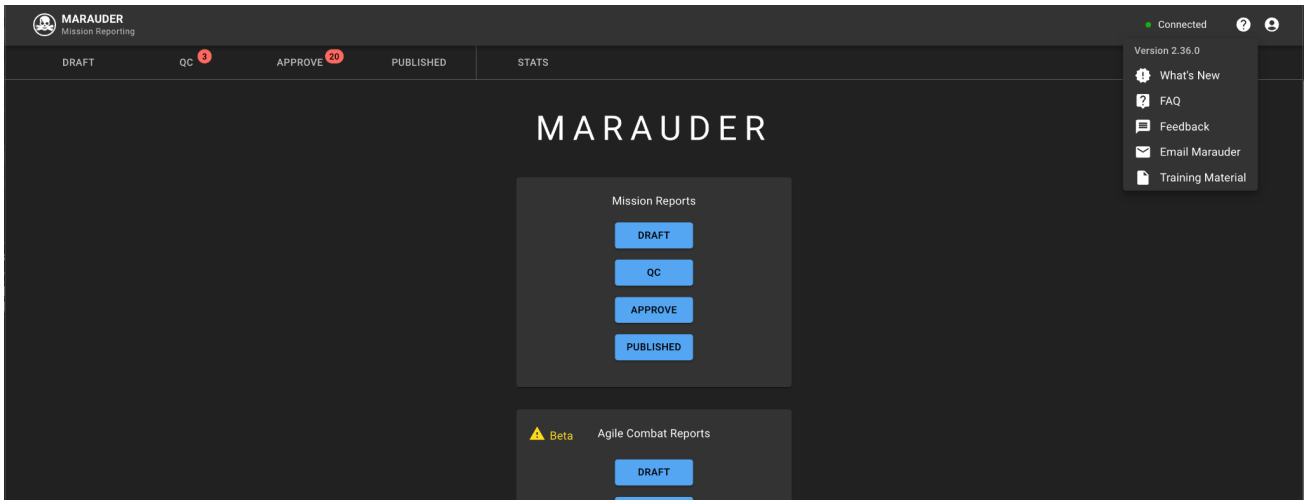 MARAUDER
Mission Reporting
Connected
DRAFT
QC 3
APPROVE 20
PUBLISHED
STATS
Version 2.36.0
What's New
FAQ
Feedback
Email Marauder
Training Material
MARAUDER
Mission Reports
DRAFT
QC
APPROVE
PUBLISHED
Beta
Agile Combat Reports
DRAFT